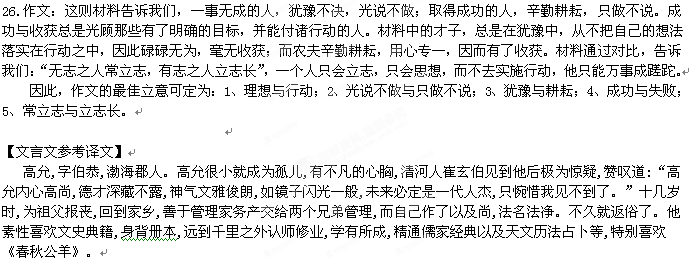 26.作文：这则材料告诉我们，一事无成的人，犹豫不决，光说不做；取得成功的人，辛勤耕耘，只做不说。成
功与收获总是光顾那些有了明确的目标，并能付诸行动的人。材料中的才子，总是在犹豫中，从不把自己的想法
落实在行动之中，因此碌碌无为，毫无收获；而农夫辛勤耕耘，用心专一，因而有了收获。材料通过对比，告诉
我们：“无志之人常立志，有志之人立志长”，一个人只会立志，只会思想，而不去实施行动，他只能万事成蹉跎。
因此，作文的最佳立意可定为：1、理想与行动；2、光说不做与只做不说；3、犹豫与耕耘；4、成功与失败；
5、常立志与立志长。
【文言文参考译文】
高允,字伯恭,渤海郡人。高允很小就成为孤儿,有不凡的心胸,清河人崔玄伯见到他后极为惊疑,赞叹道:“高
允内心高尚,德才深藏不露,神气文雅俊朗,如镜子闪光一般,未来必定是一代人杰,只惋惜我见不到了。”十几岁
时,为祖父报丧,回到家乡,善于管理家务产交给两个兄弟管理,而自己作了以及尚,法名法净。不久就返俗了。他
素性喜欢文史典籍,身背册本,远到千里之外认师修业,学有所成,精通儒家经典以及天文历法占卜等,特别喜欢
《春秋公羊》。